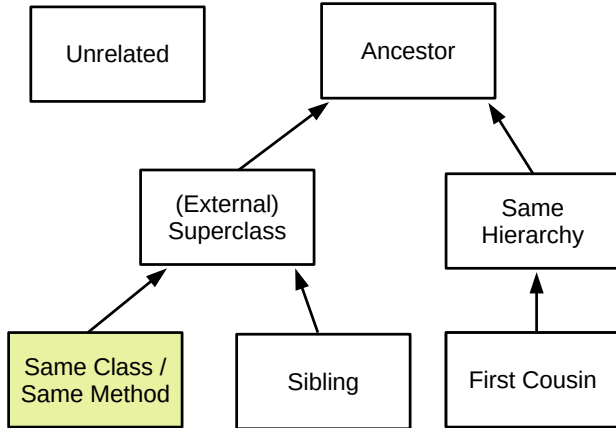 Unrelated
Ancestor
(External)
Superclass
Same
Hierarchy
Same Class /
Same Method
Sibling
First Cousin